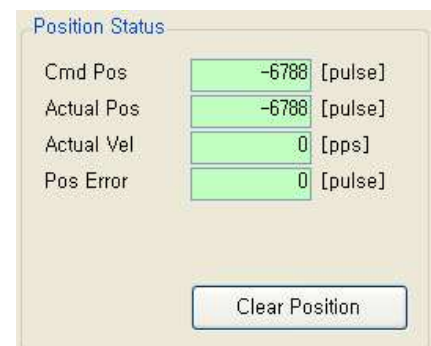 Position Status
Cmd Pos -6788 [pulse]
Actual Pos -6788 [pulse]
Actual Vel 0 [pps]
Pos Error 0 [pulse]
Clear Position